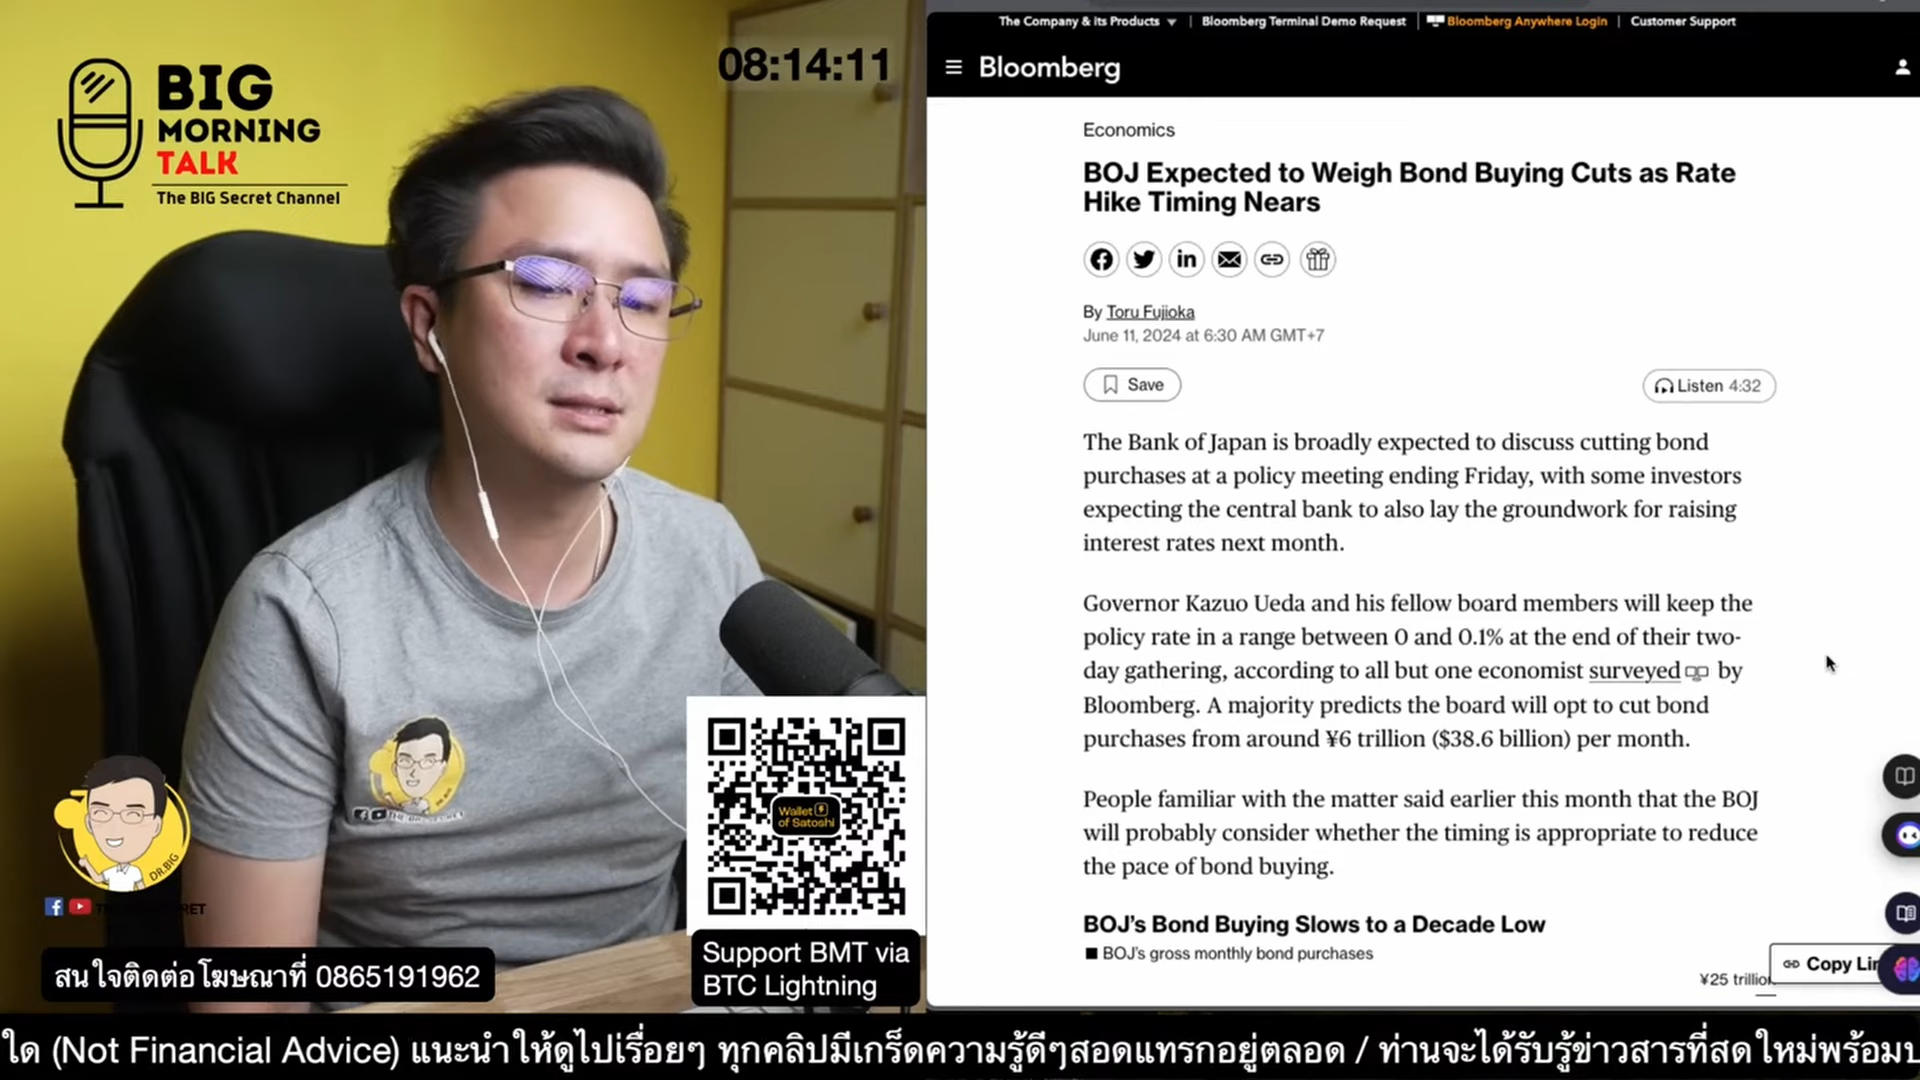 BIG
MORNING
TALK
The BIG Secret Channel
08:14:11
DR.BIG
สนใจติดต่อโฆษณาที่ 0865191962
Wallet
of Satoshi
Support BMT via
BTC Lightning
The Company & its Products
Bloomberg Terminal Demo Request
Bloomberg Anywhere Login
Customer Support
Bloomberg
Economics
BOJ Expected to Weigh Bond Buying Cuts as Rate
Hike Timing Nears
By Toru Fujioka
June 11, 2024 at 6:30 AM GMT+7
Save
Listen 4:32
The Bank of Japan is broadly expected to discuss cutting bond
purchases at a policy meeting ending Friday, with some investors
expecting the central bank to also lay the groundwork for raising
interest rates next month.
Governor Kazuo Ueda and his fellow board members will keep the
policy rate in a range between 0 and 0.1% at the end of their two-
day gathering, according to all but one economist surveyed by
Bloomberg. A majority predicts the board will opt to cut bond
purchases from around ¥6 trillion ($38.6 billion) per month.
People familiar with the matter said earlier this month that the BOJ
will probably consider whether the timing is appropriate to reduce
the pace of bond buying.
BOJ's Bond Buying Slows to a Decade Low
BOJ's gross monthly bond purchases
¥25 trillion
Copy Lin
ใด (Not Financial Advice) แนะนำให้ดูไปเรื่อยๆ ทุกคลิปมีเกร็ดความรู้ดีๆสอดแทรกอยู่ตลอด / ท่านจะได้รับรู้ข่าวสารที่สดใหม่พร้อมบ